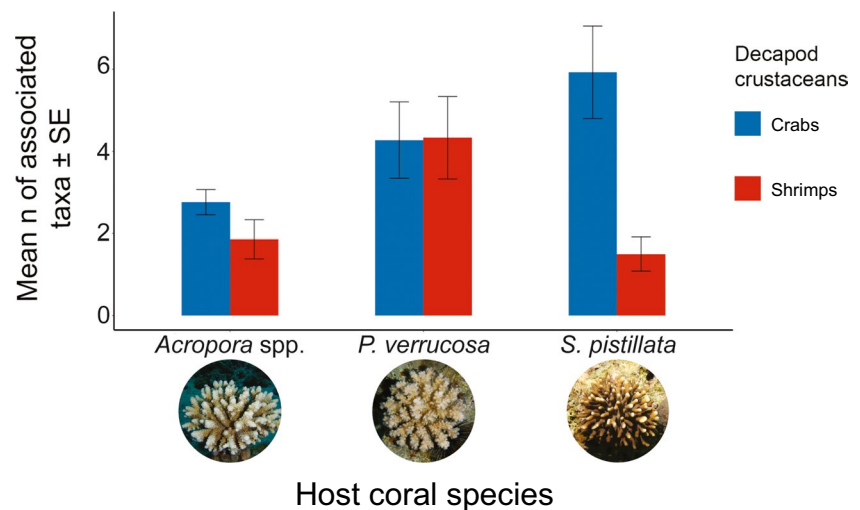 Mean n of associated
taxa ± SE
6
4
2
0
Acropora spp.
P. verrucosa
S. pistillata
Host coral species
Decapod
crustaceans
Crabs
Shrimps